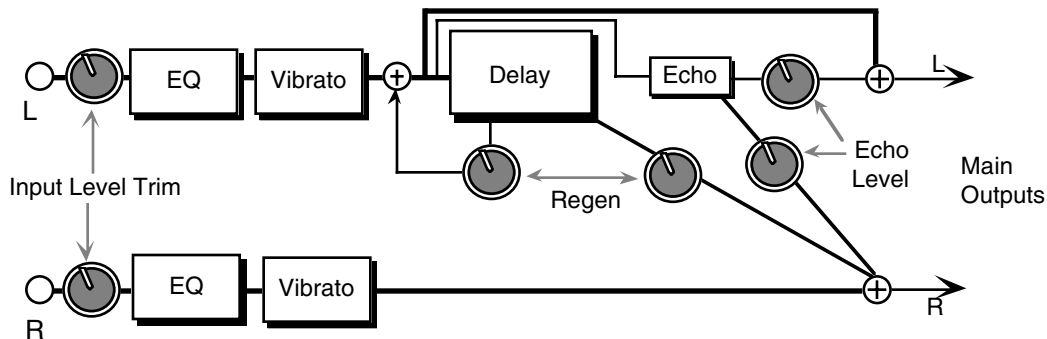 L
EQ
Vibrato
+
Delay
Echo
+
L
Input Level Trim
Regen
Echo
Level
Main
Outputs
R
EQ
Vibrato
+
R